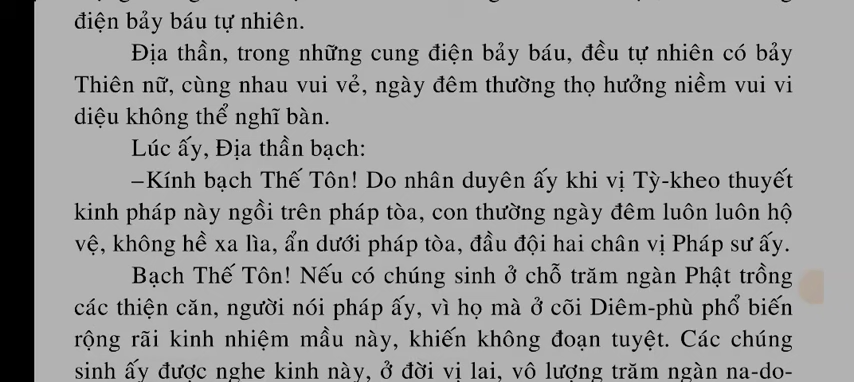 điện bảy báu tự nhiên.
Địa thần, trong những cung điện bảy báu, đều tự nhiên có bảy
Thiên nữ, cùng nhau vui vẻ, ngày đêm thường thọ hưởng niềm vui vi
diệu không thể nghĩ bàn.
Lúc ấy, Địa thần bạch:
–Kính bạch Thế Tôn! Do nhân duyên ấy khi vị Tỳ-kheo thuyết
kinh pháp này ngồi trên pháp tòa, con thường ngày đêm luôn luôn hộ
vệ, không hề xa lìa, ẩn dưới pháp tòa, đầu đội hai chân vị Pháp sư ấy.
Bạch Thế Tôn! Nếu có chúng sinh ở chỗ trăm ngàn Phật trồng
các thiện căn, người nói pháp ấy, vì họ mà ở cõi Diêm-phù phổ biến
rộng rãi kinh nhiệm mầu này, khiến không đoạn tuyệt. Các chúng
sinh ấy được nghe kinh này, ở đời vị lai, vô lượng trăm ngàn na-do-